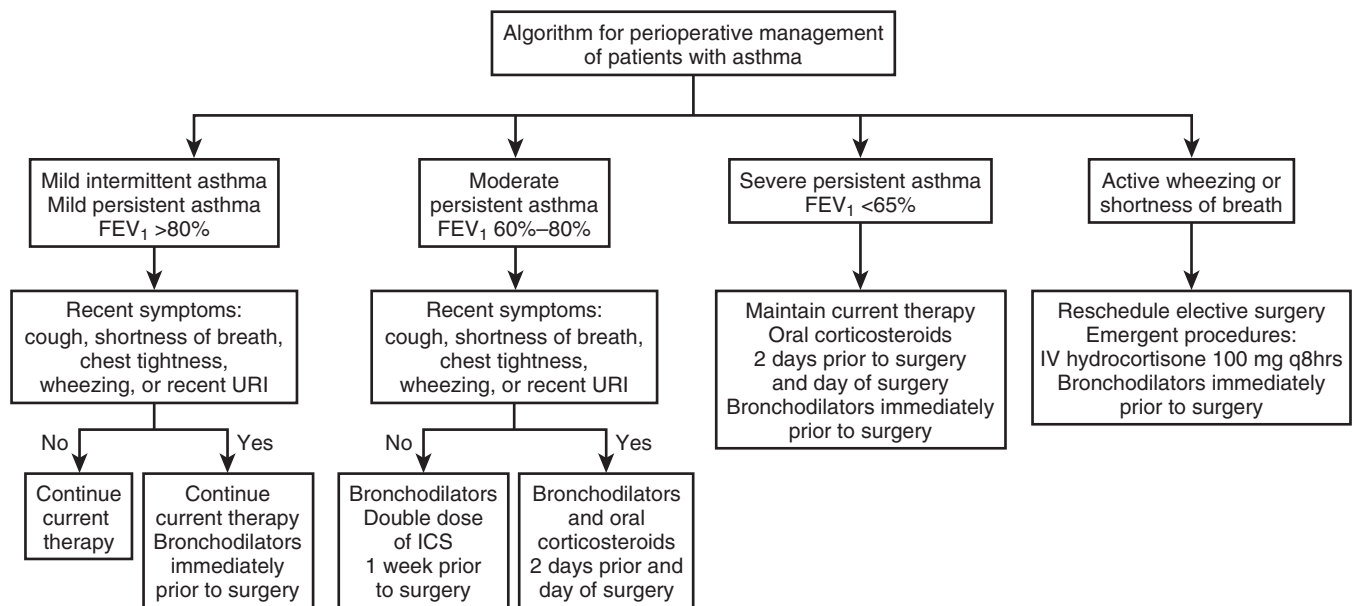 Algorithm for perioperative management
of patients with asthma
Mild intermittent asthma
Mild persistent asthma
FEV₁ >80%
Moderate
persistent asthma
FEV₁ 60%–80%
Severe persistent asthma
FEV₁ <65%
Active wheezing or
shortness of breath
Recent symptoms:
cough, shortness of breath,
chest tightness,
wheezing, or recent URI
Recent symptoms:
cough, shortness of breath,
chest tightness,
wheezing, or recent URI
Maintain current therapy
Oral corticosteroids
2 days prior to surgery
and day of surgery
Bronchodilators immediately
prior to surgery
Reschedule elective surgery
Emergent procedures:
IV hydrocortisone 100 mg q8hrs
Bronchodilators immediately
prior to surgery
No
Yes
No
Yes
Continue
current
therapy
Continue
current therapy
Bronchodilators
immediately
prior to surgery
Bronchodilators
Double dose
of ICS
1 week prior
to surgery
Bronchodilators
and oral
corticosteroids
2 days prior and
day of surgery